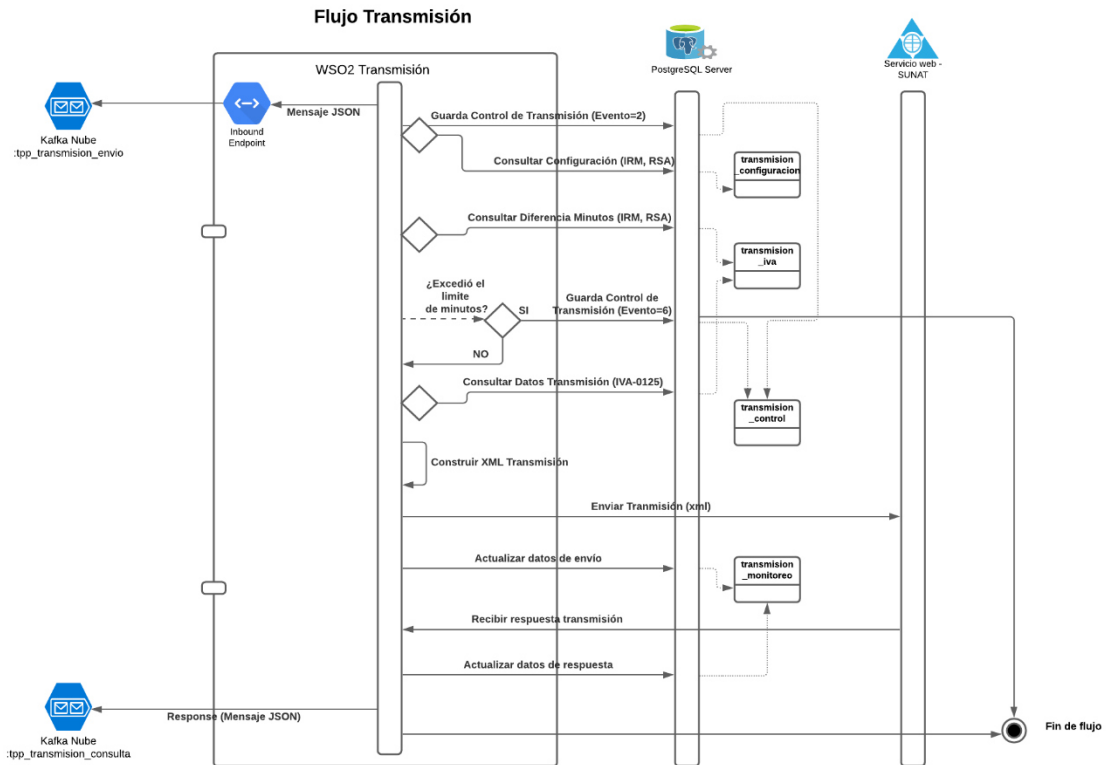 Flujo Transmisión
WSO2 Transmisión
PostgreSQL Server
Servicio web -
SUNAT
Kafka Nube
:tpp_transmision_envio
Inbound
Endpoint
Mensaje JSON
Guarda Control de Transmisión (Evento=2)
Consultar Configuración (IRM, RSA)
transmision
_configuracion
Consultar Diferencia Minutos (IRM, RSA)
transmision
_iva
¿Excedió el
limite
de minutos?
SI
Guarda Control de
Transmisión (Evento=6)
NO
Consultar Datos Transmisión (IVA-0125)
transmision
_control
Construir XML Transmisión
Enviar Tranmisión (xml)
Actualizar datos de envío
transmision
_monitoreo
Recibir respuesta transmisión
Actualizar datos de respuesta
Response (Mensaje JSON)
Kafka Nube
:tpp_transmision_consulta
Fin de flujo